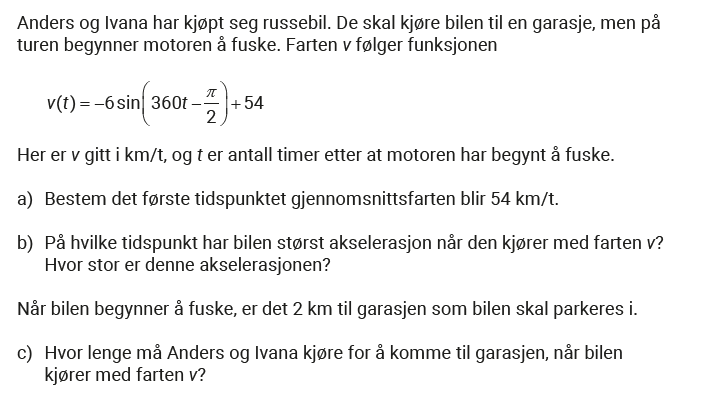 Anders og Ivana har kjøpt seg russebil. De skal kjøre bilen til en garasje, men på
turen begynner motoren å fuske. Farten v følger funksjonen
v(t) = −6 sin(360t − π/2) + 54
Her er v gitt i km/t, og t er antall timer etter at motoren har begynt å fuske.
a) Bestem det første tidspunktet gjennomsnittsfarten blir 54 km/t.
b) På hvilke tidspunkt har bilen størst akselerasjon når den kjører med farten v?
Hvor stor er denne akselerasjonen?
Når bilen begynner å fuske, er det 2 km til garasjen som bilen skal parkeres i.
c) Hvor lenge må Anders og Ivana kjøre for å komme til garasjen, når bilen
kjører med farten v?